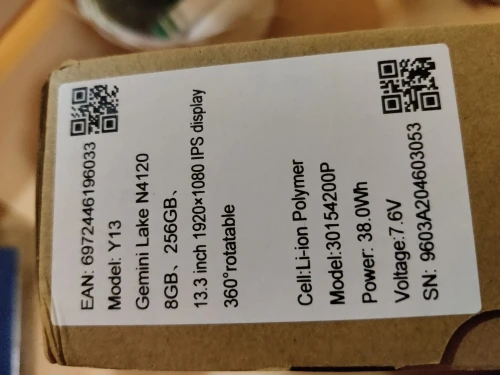 EAN: 6972446196033
Model: Y13
Gemini Lake N4120
8GB、256GB、
13.3 inch 1920×1080 IPS display
360°rotatable
Cell:Li-ion Polymer
Model:30154200P
Power: 38.0Wh
Voltage:7.6V
SN: 9603A204603053